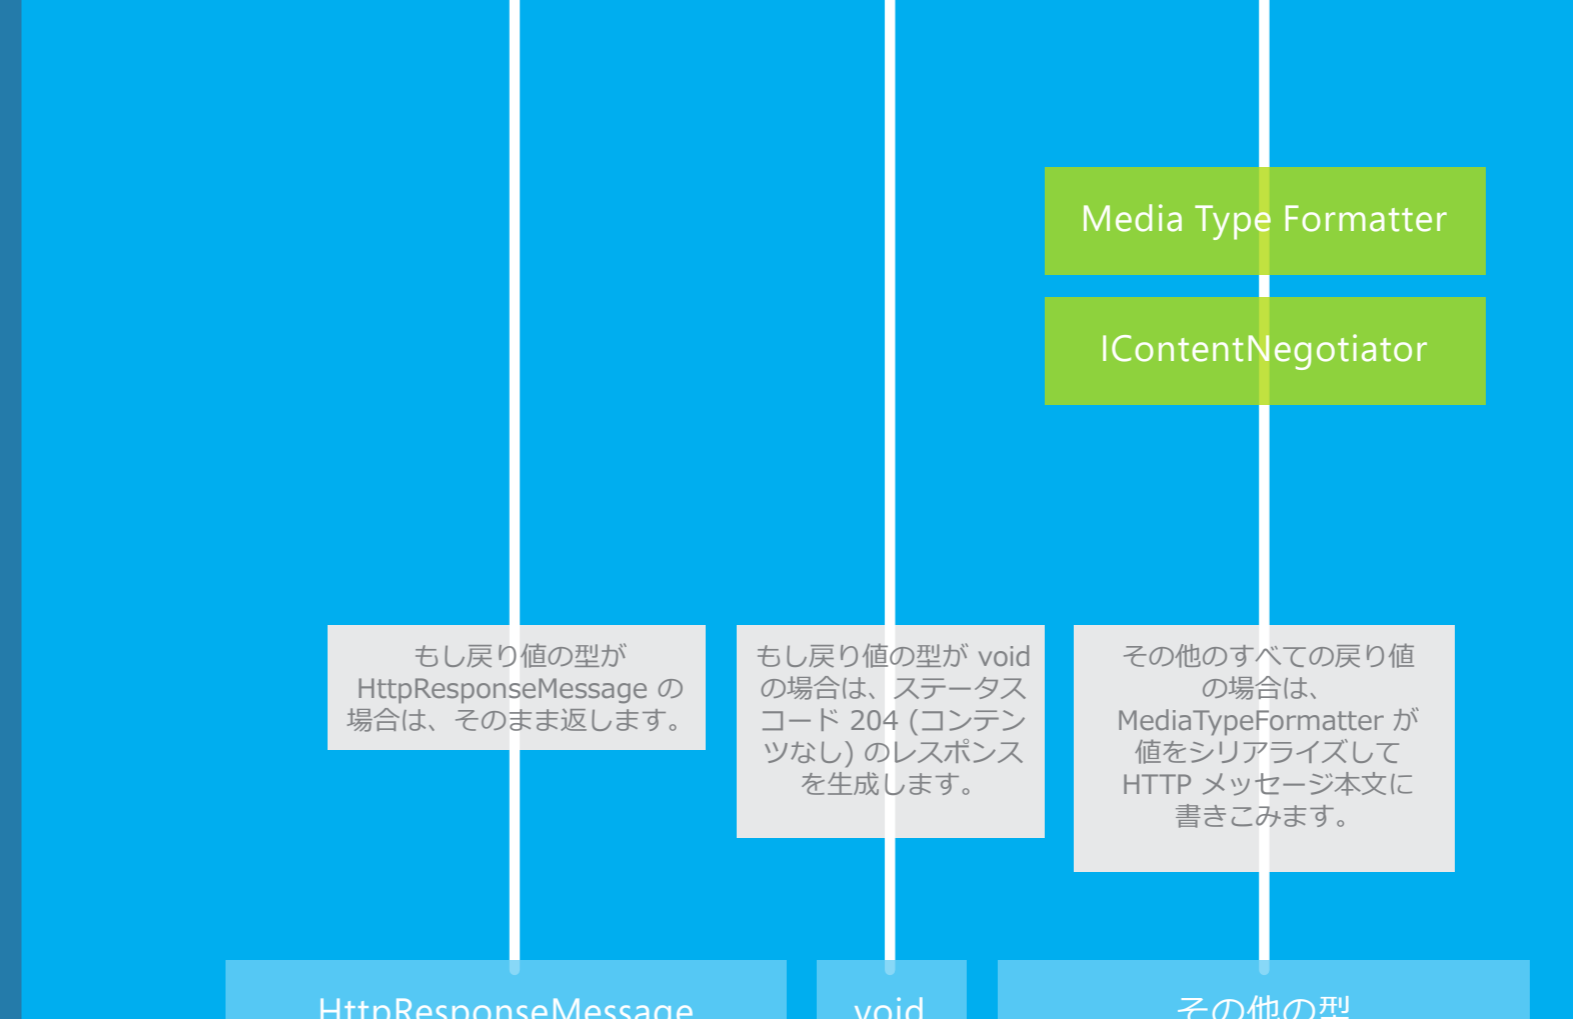 Media Type Formatter
IContentNegotiator
もし戻り値の型が
HttpResponseMessage の
場合は、そのまま返します。
もし戻り値の型が void
の場合は、ステータス
コード 204 (コンテン
ツなし) のレスポンス
を生成します。
その他のすべての戻り値
の場合は、
MediaTypeFormatter が
値をシリアライズして
HTTP メッセージ本文に
書きこみます。
HttpResponseMessage
void
その他の型